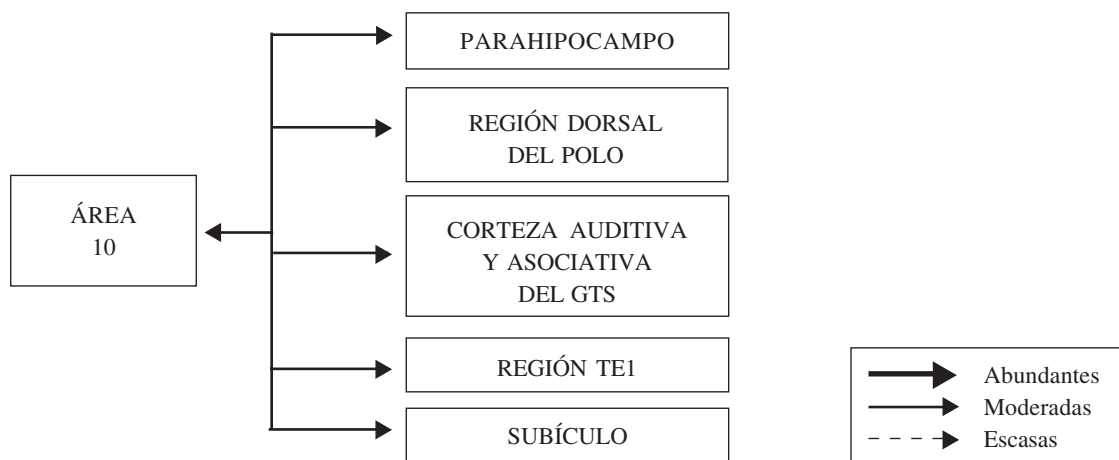 PARAHIPOCAMPO
REGIÓN DORSAL
DEL POLO
ÁREA
10
CORTEZA AUDITIVA
Y ASOCIATIVA
DEL GTS
REGIÓN TE1
SUBÍCULO
Abundantes
Moderadas
Escasas